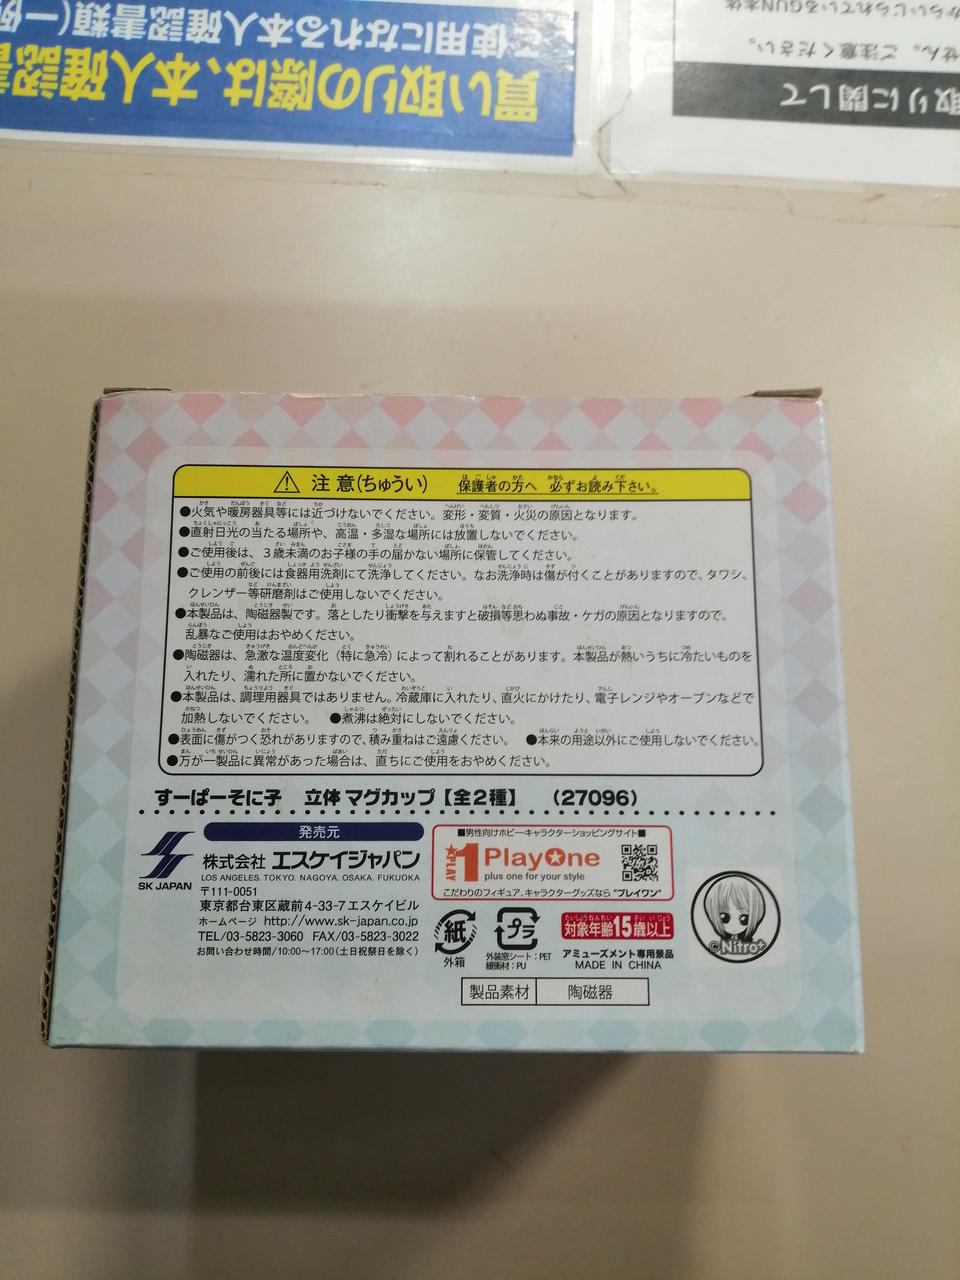 買い取りの際は、本人確認書
ご使用になれる本人確認書類(一例
取りに関して
せん。ご注意ください。
からいじられているGUN本体
注意(ちゅうい) 保護者の方へ 必ずお読み下さい。
●火気や暖房器具等には近づけないでください。変形・変質・火災の原因となります。
●直射日光の当たる場所や、高温・多湿な場所には放置しないでください。
●ご使用後は、3歳未満のお子様の手の届かない場所に保管してください。
●ご使用の前後には食器用洗剤にて洗浄してください。なお洗浄時は傷が付くことがありますので、タワシ、
クレンザー等研磨剤はご使用しないでください。
●本製品は、陶磁器製です。落としたり衝撃を与えますと破損等思わぬ事故・ケガの原因となりますので、
乱暴なご使用はおやめください。
●陶磁器は、急激な温度変化(特に急冷)によって割れることがあります。本製品が熱いうちに冷たいものを
入れたり、濡れた所に置かないでください。
●本製品は、調理用器具ではありません。冷蔵庫に入れたり、直火にかけたり、電子レンジやオーブンなどで
加熱しないでください。 ●煮沸は絶対にしないでください。
●表面に傷がつく恐れがありますので、積み重ねはご遠慮ください。 ●本来の用途以外にご使用しないでください。
●万が一製品に異常があった場合は、直ちにご使用をおやめください。
すーぱーそに子 立体マグカップ【全2種】 (27096)
発売元
SK JAPAN
株式会社 エスケイジャパン
LOS ANGELES. TOKYO. NAGOYA. OSAKA. FUKUOKA
〒111-0051
東京都台東区蔵前4-33-7エスケイビル
ホームページ http://www.sk-japan.co.jp
TEL/03-5823-3060 FAX/03-5823-3022
お問い合わせ時間/10:00~17:00(土日祝祭日を除く)
■男性向けホビー・キャラクターショッピングサイト■
PLAY 1 PlayOne
plus one for your style
こだわりのフィギュア、キャラクターグッズなら "プレイワン"
紙
外箱
プラ
外装窓シート:PET
緩衝材:PU
対象年齢15歳以上
アミューズメント専用景品
MADE IN CHINA
製品素材 陶磁器
©Nitro+